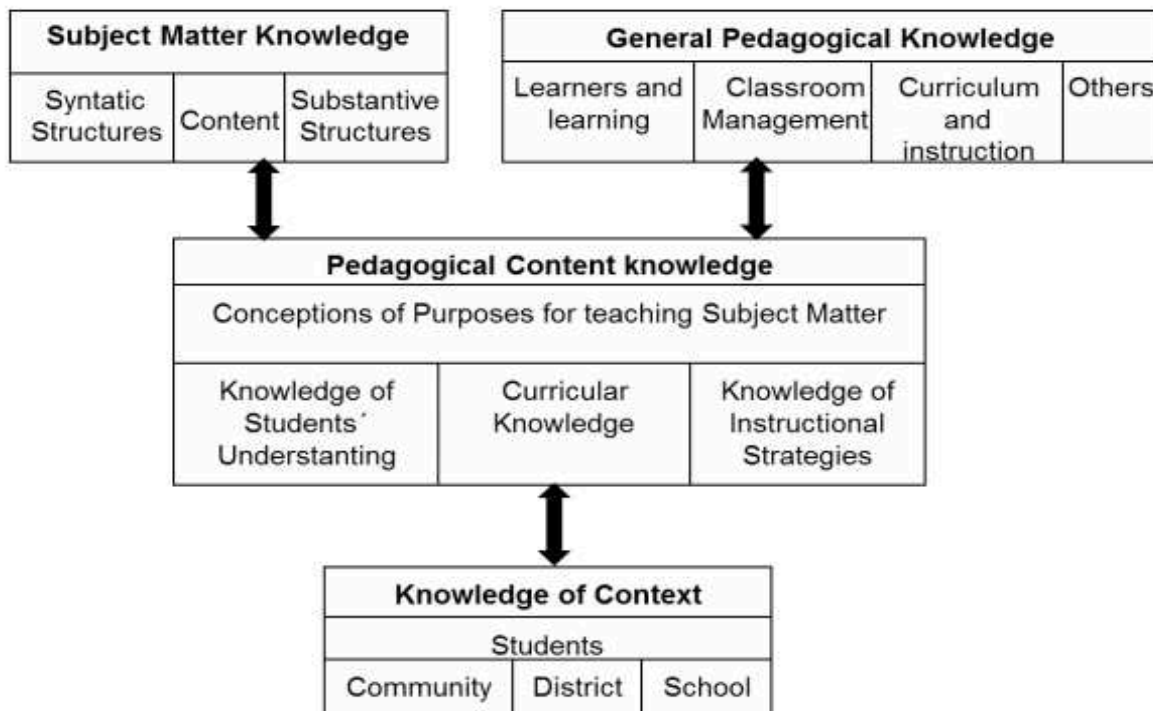 Subject Matter Knowledge
Syntatic
Structures
Content
Substantive
Structures
General Pedagogical Knowledge
Learners and
learning
Classroom
Management
Curriculum
and
instruction
Others
Pedagogical Content knowledge
Conceptions of Purposes for teaching Subject Matter
Knowledge of
Students´
Understanting
Curricular
Knowledge
Knowledge of
Instructional
Strategies
Knowledge of Context
Students
Community
District
School